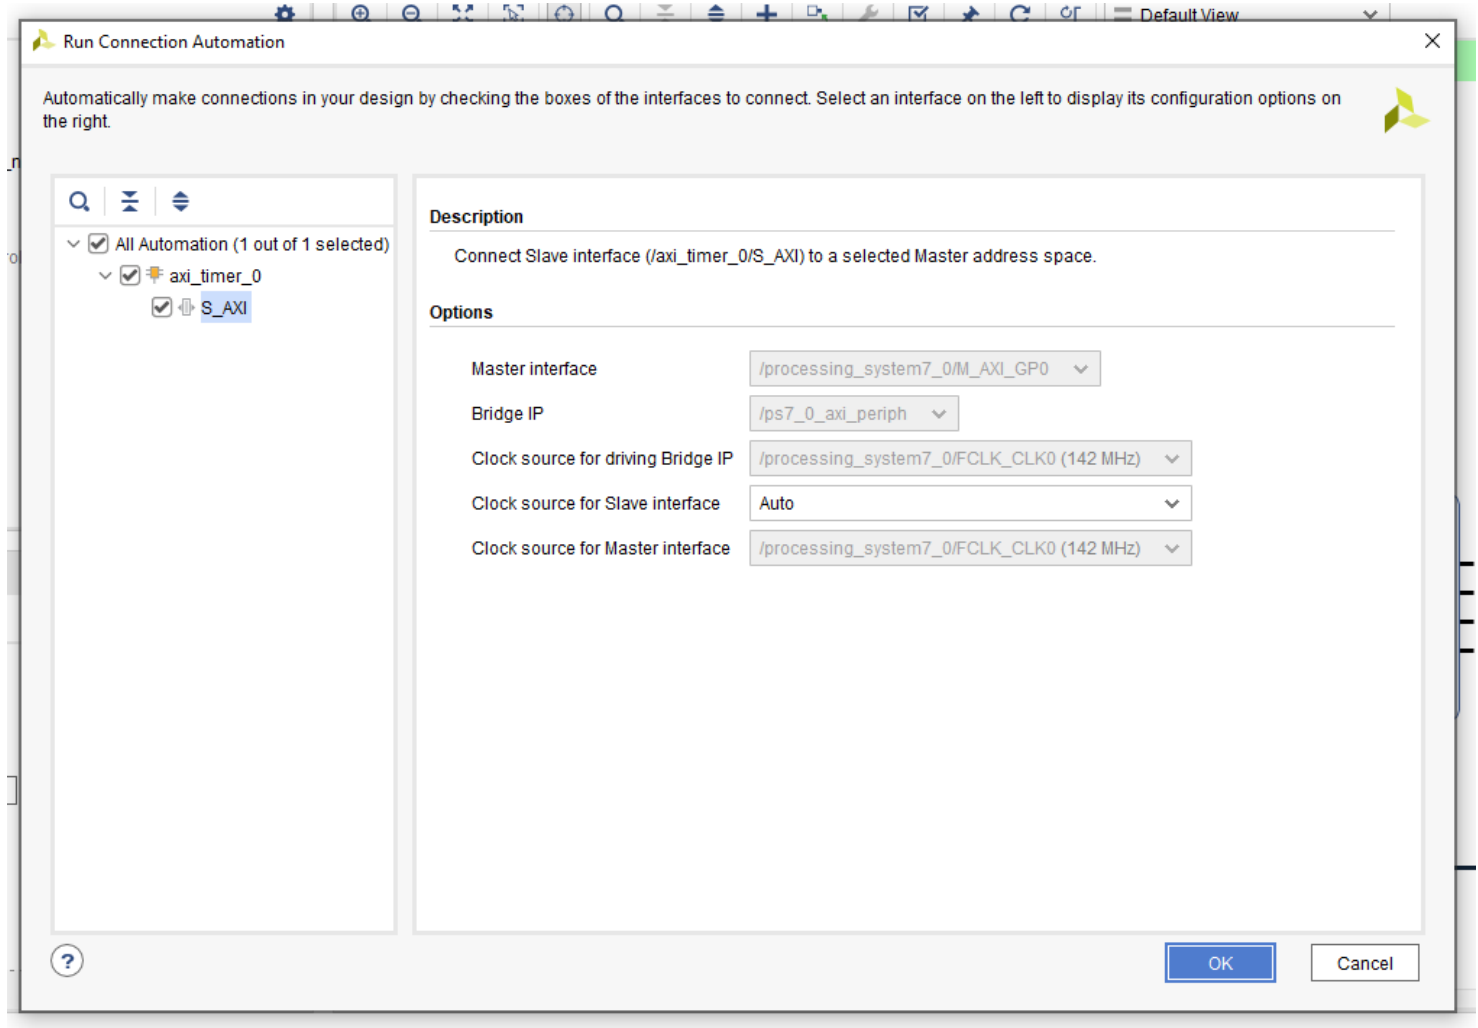 Default View
Run Connection Automation
Automatically make connections in your design by checking the boxes of the interfaces to connect. Select an interface on the left to display its configuration options on
the right.
All Automation (1 out of 1 selected)
axi_timer_0
S_AXI
Description
Connect Slave interface (/axi_timer_0/S_AXI) to a selected Master address space.
Options
Master interface /processing_system7_0/M_AXI_GP0
Bridge IP /ps7_0_axi_periph
Clock source for driving Bridge IP /processing_system7_0/FCLK_CLK0 (142 MHz)
Clock source for Slave interface Auto
Clock source for Master interface /processing_system7_0/FCLK_CLK0 (142 MHz)
?
OK Cancel